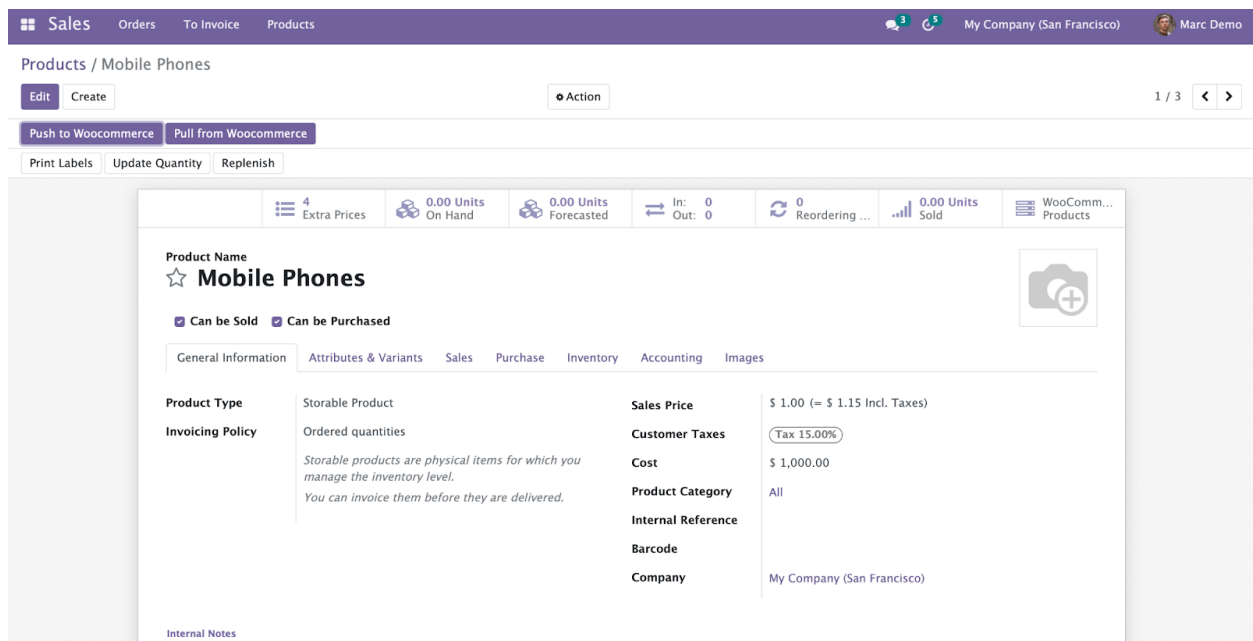 Sales Orders To Invoice Products 3 5 My Company (San Francisco) Marc Demo
Products / Mobile Phones
Edit Create Action 1 / 3
Push to Woocommerce Pull from Woocommerce
Print Labels Update Quantity Replenish
4 Extra Prices
0.00 Units On Hand
0.00 Units Forecasted
In: 0
Out: 0
0 Reordering ...
0.00 Units Sold
WooComm... Products
Product Name
Mobile Phones
Can be Sold Can be Purchased
General Information Attributes & Variants Sales Purchase Inventory Accounting Images
Product Type Storable Product
Invoicing Policy Ordered quantities
Storable products are physical items for which you
manage the inventory level.
You can invoice them before they are delivered.
Sales Price $ 1.00 (= $ 1.15 Incl. Taxes)
Customer Taxes Tax 15.00%
Cost $ 1,000.00
Product Category All
Internal Reference
Barcode
Company My Company (San Francisco)
Internal Notes